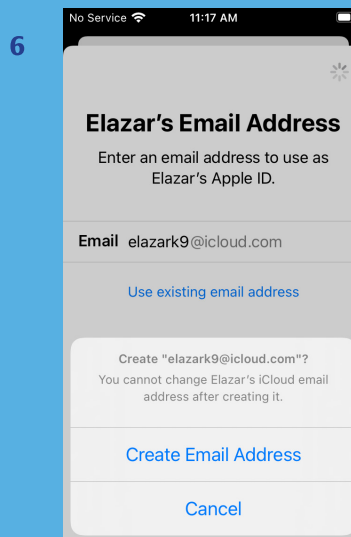 6
No Service 11:17 AM
Elazar's Email Address
Enter an email address to use as
Elazar's Apple ID.
Email elazark9@icloud.com
Use existing email address
Create "elazark9@icloud.com"?
You cannot change Elazar's iCloud email
address after creating it.
Create Email Address
Cancel